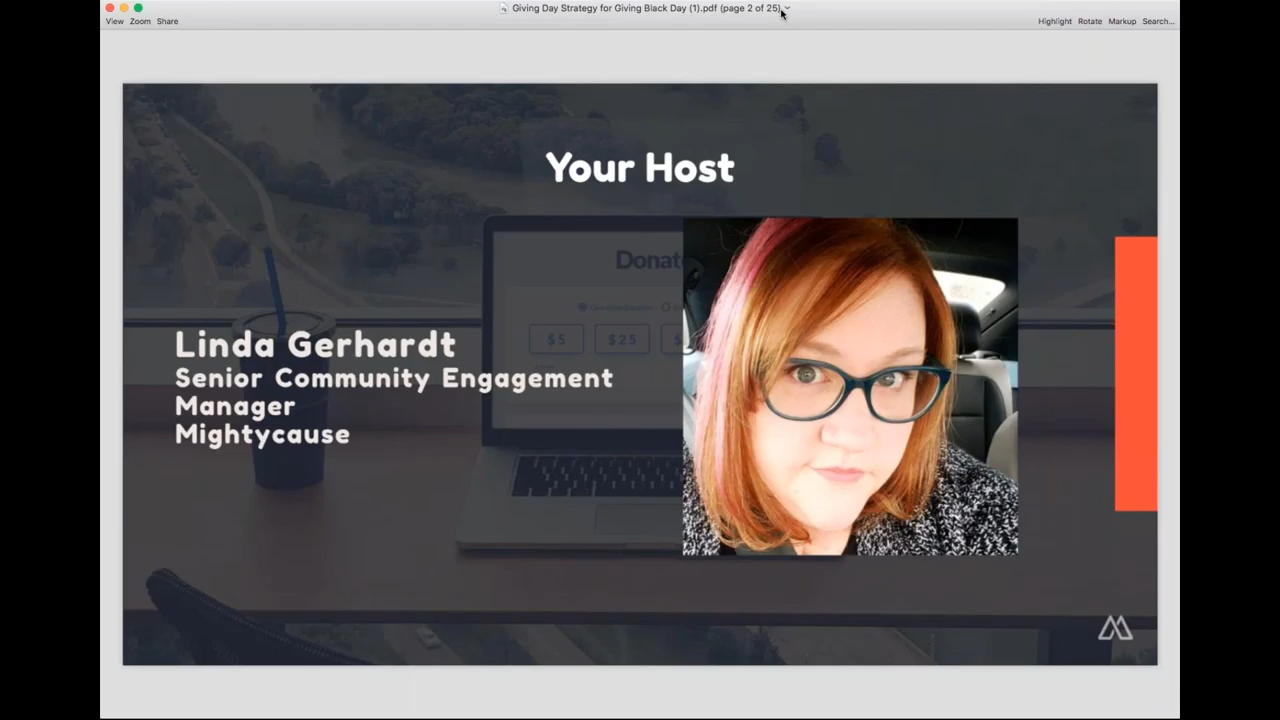 Giving Day Strategy for Giving Black Day (1).pdf (page 2 of 25)
View Zoom Share
Highlight Rotate Markup Search...
Your Host
Donate
$5 $25 $
Linda Gerhardt
Senior Community Engagement
Manager
Mightycause